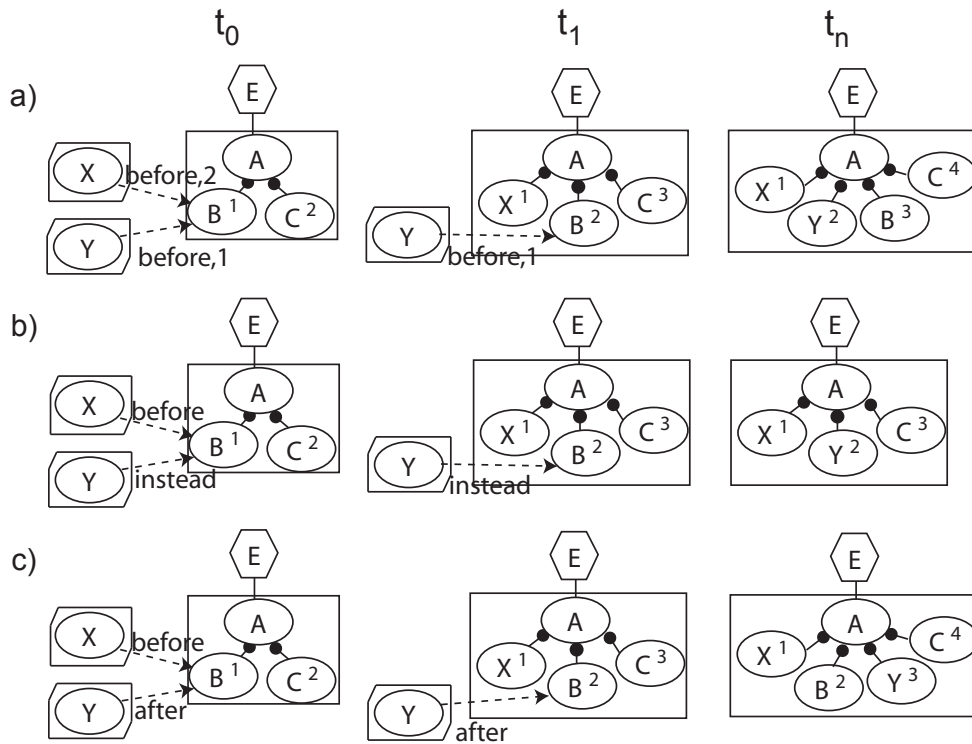 t0 t1 tn
a)
E E E
X before,2 A A A
B 1 C 2 X 1 B 2 C 3 X 1 Y 2 B 3 C 4
Y before,1 Y before,1
b)
E E E
X before A A A
B 1 C 2 X 1 B 2 C 3 X 1 Y 2 C 3
Y instead Y instead
c)
E E E
X before A A A
B 1 C 2 X 1 B 2 C 3 X 1 B 2 Y 3 C 4
Y after Y after